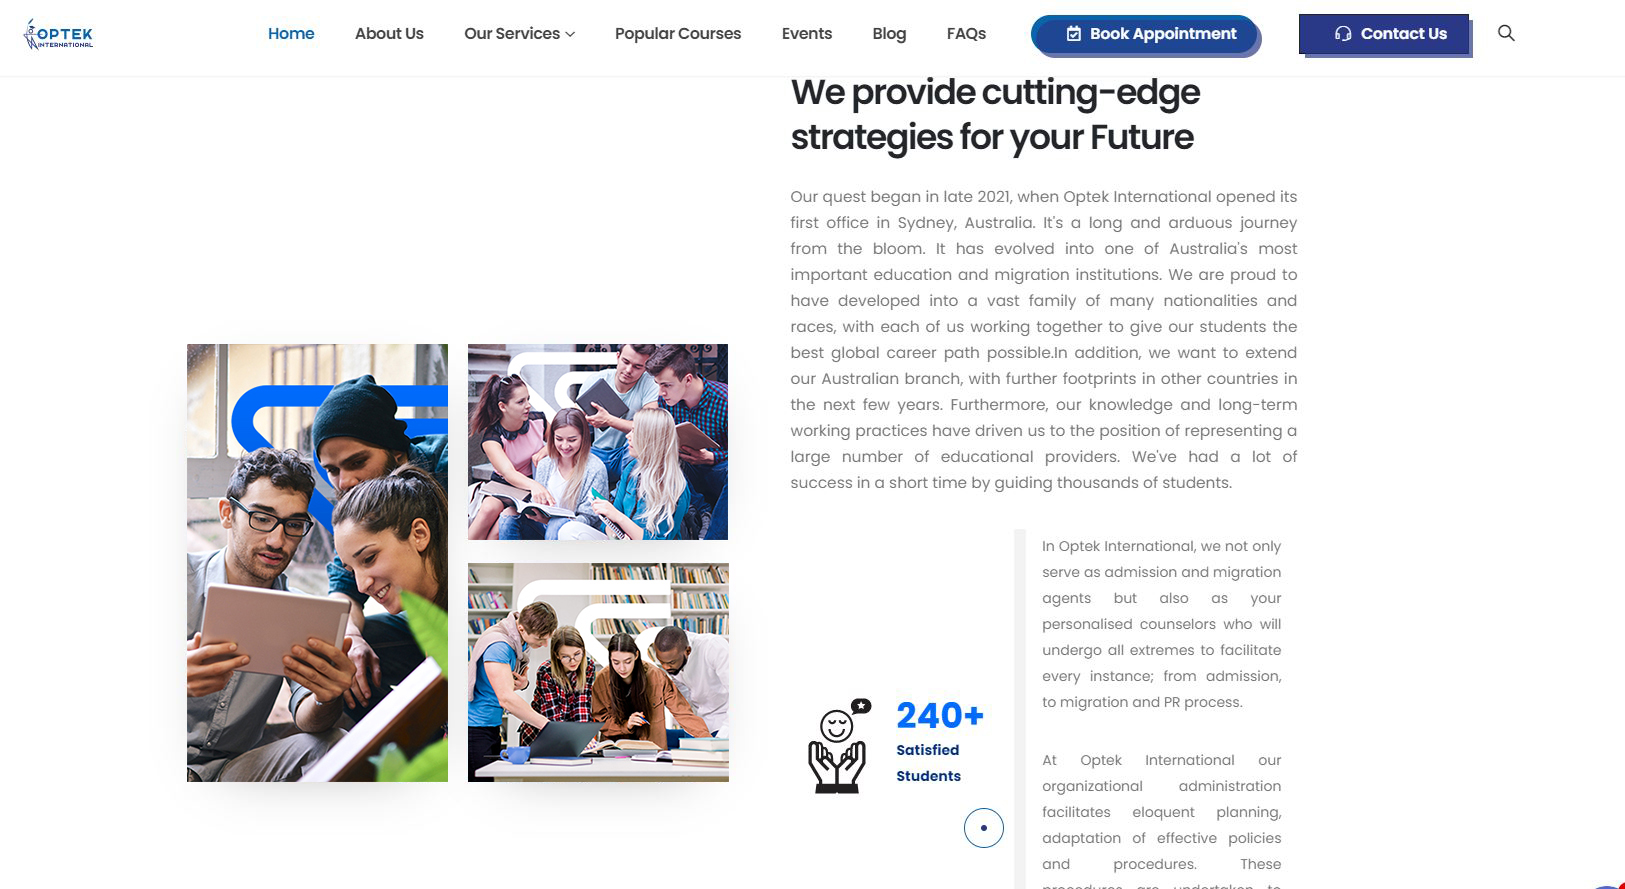 OPTEK
INTERNATIONAL
Home
About Us
Our Services
Popular Courses
Events
Blog
FAQs
Book Appointment
Contact Us
We provide cutting-edge
strategies for your Future
Our quest began in late 2021, when Optek International opened its
first office in Sydney, Australia. It's a long and arduous journey
from the bloom. It has evolved into one of Australia's most
important education and migration institutions. We are proud to
have developed into a vast family of many nationalities and
races, with each of us working together to give our students the
best global career path possible.In addition, we want to extend
our Australian branch, with further footprints in other countries in
the next few years. Furthermore, our knowledge and long-term
working practices have driven us to the position of representing a
large number of educational providers. We've had a lot of
success in a short time by guiding thousands of students.
240+
Satisfied
Students
In Optek International, we not only
serve as admission and migration
agents but also as your
personalised counselors who will
undergo all extremes to facilitate
every instance; from admission,
to migration and PR process.
At Optek International our
organizational administration
facilitates eloquent planning,
adaptation of effective policies
and procedures. These
procedures are undertaken to